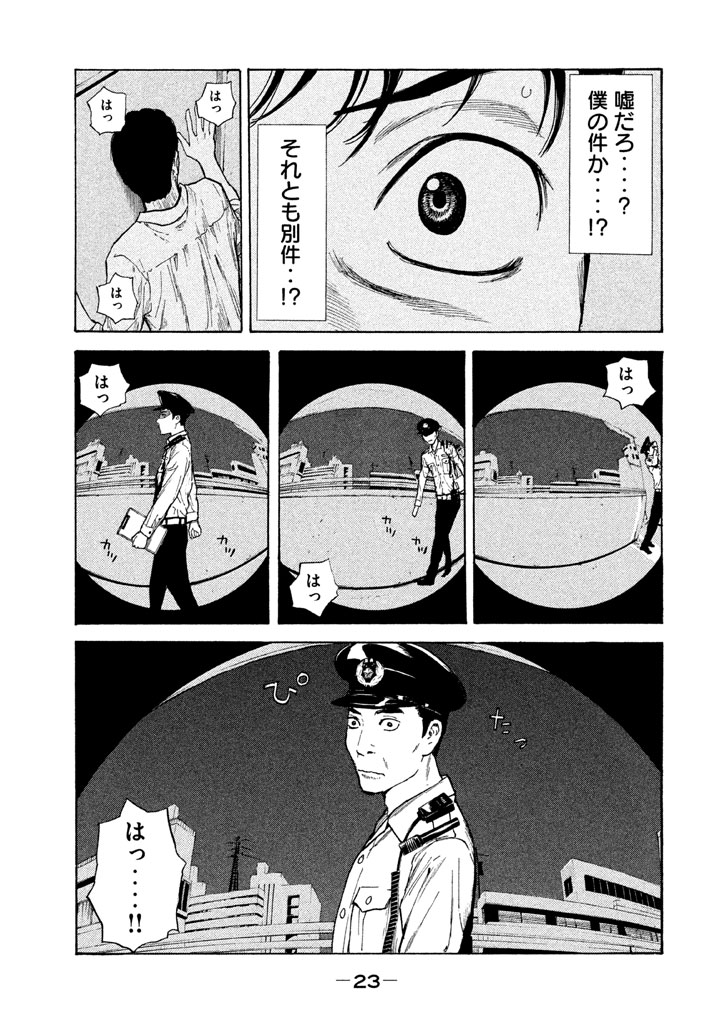 嘘だろ‥‥?
僕の件か‥‥!?
それとも別件‥!?
はっ
はっ
はっ
はっ
カッ
カッ
はっ
はっ
カッ
カッ
たっ
ぴ。
はっ‥‥!!
—23—